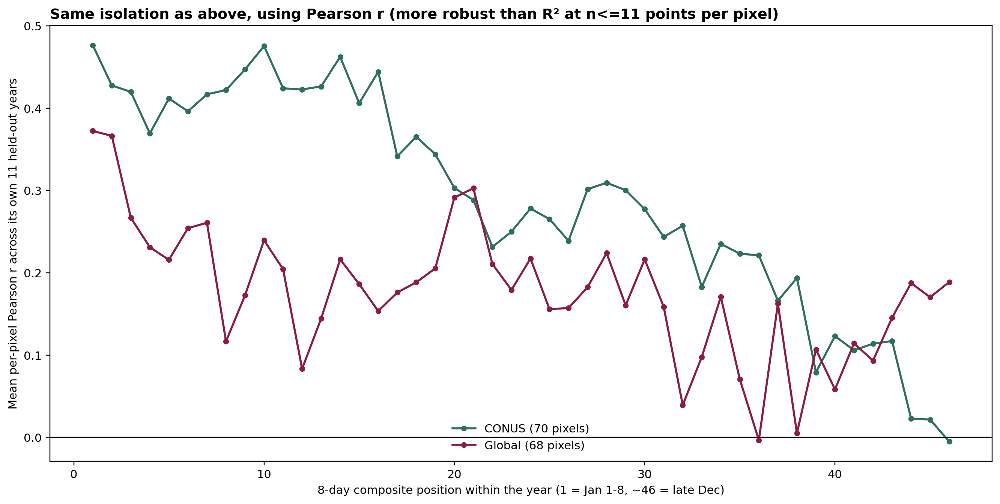 Same isolation as above, using Pearson r (more robust than R² at n<=11 points per pixel)
Mean per-pixel Pearson r across its own 11 held-out years
0.5
0.4
0.3
0.2
0.1
0.0
CONUS (70 pixels)
Global (68 pixels)
0 10 20 30 40
8-day composite position within the year (1 = Jan 1-8, ~46 = late Dec)